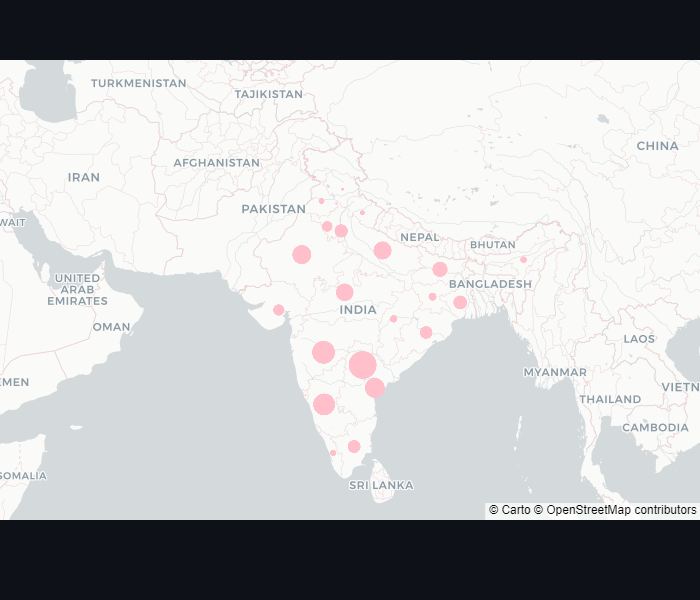 TURKMENISTAN
TAJIKISTAN
CHINA
AFGHANISTAN
IRAN
PAKISTAN
WAIT
NEPAL
BHUTAN
UNITED
ARAB
EMIRATES
BANGLADESH
INDIA
OMAN
LAOS
MYANMAR
EMEN
VIETN
THAILAND
CAMBODIA
SOMALIA
SRI LANKA
© Carto © OpenStreetMap contributors